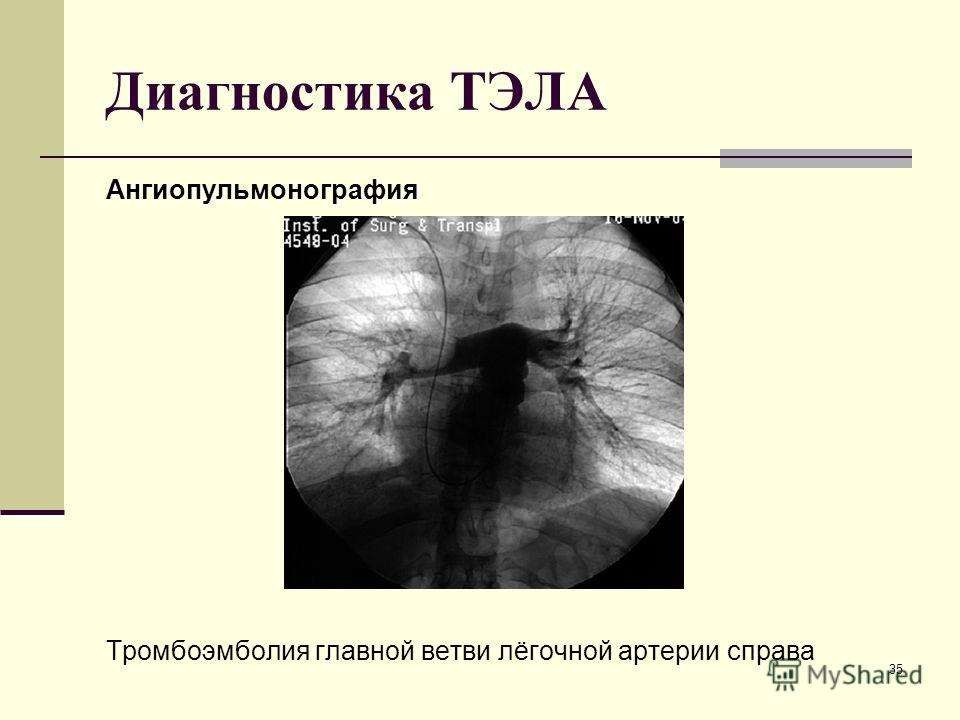 Диагностика ТЭЛА
Ангиопульмонография
Inst. of Surg & Transpl
4548-04
Тромбоэмболия главной ветви лёгочной артерии справа
35
MyShared